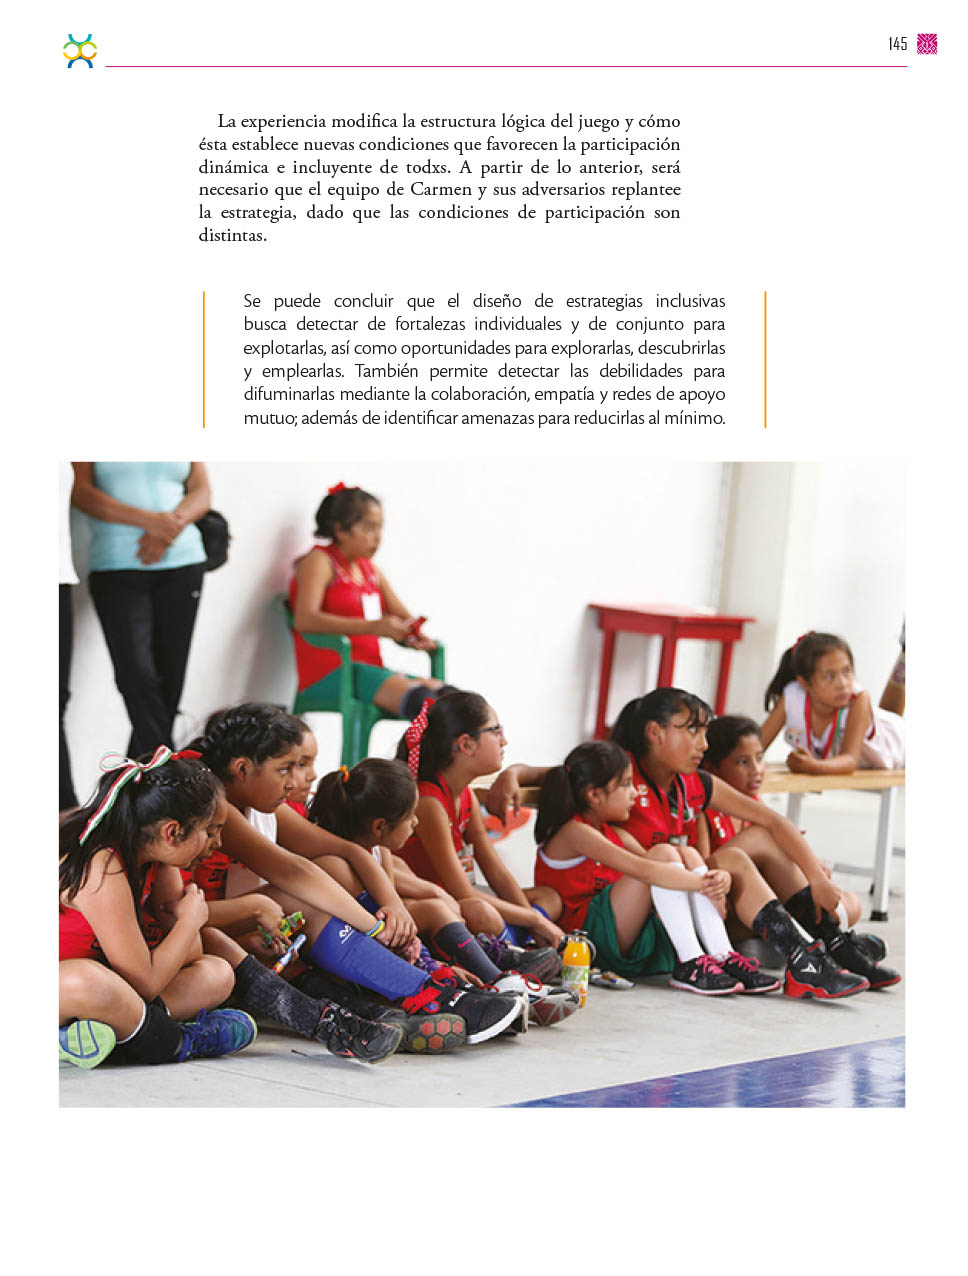 145
La experiencia modifica la estructura lógica del juego y cómo
ésta establece nuevas condiciones que favorecen la participación
dinámica e incluyente de todxs. A partir de lo anterior, será
necesario que el equipo de Carmen y sus adversarios replantee
la estrategia, dado que las condiciones de participación son
distintas.
Se puede concluir que el diseño de estrategias inclusivas
busca detectar de fortalezas individuales y de conjunto para
explotarlas, así como oportunidades para explorarlas, descubrirlas
y emplearlas. También permite detectar las debilidades para
difuminarlas mediante la colaboración, empatía y redes de apoyo
mutuo; además de identificar amenazas para reducirlas al mínimo.